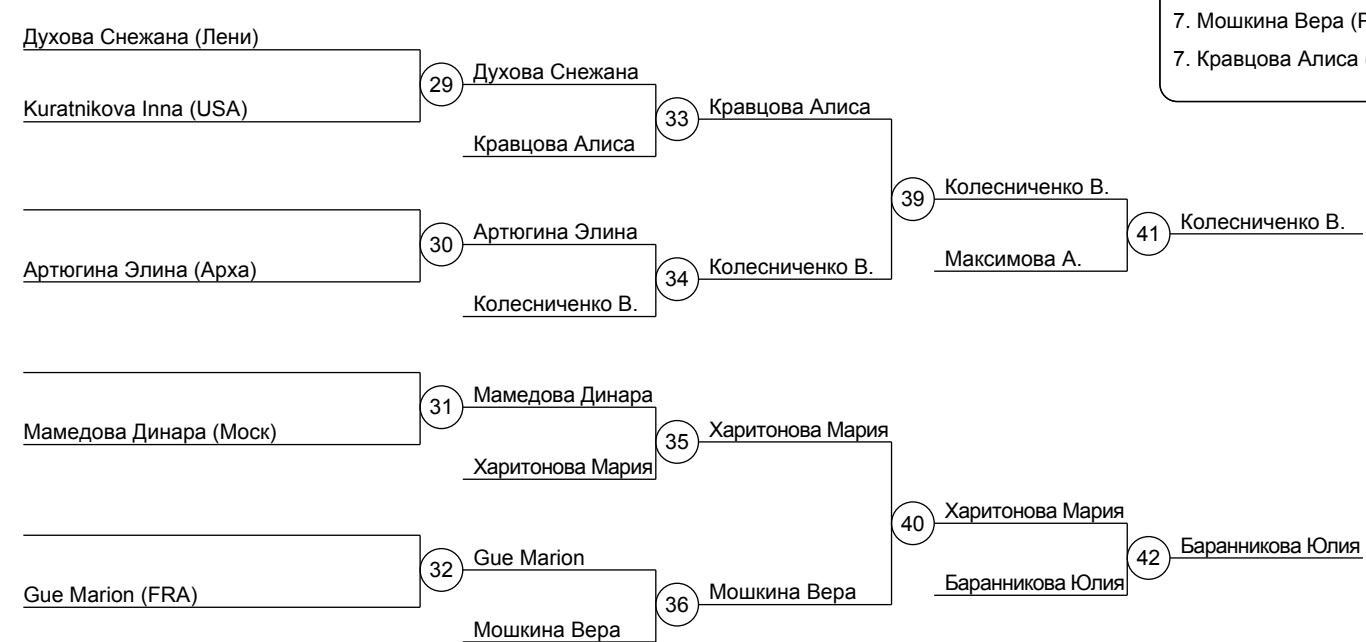 7. Мошкина Вера (
7. Кравцова Алиса
Духова Снежана (Лени)
Kuratnikova Inna (USA)
29
Духова Снежана
Кравцова Алиса
33
Кравцова Алиса
Артюгина Элина (Арха)
30
Артюгина Элина
Колесниченко В.
34
Колесниченко В.
39
Колесниченко В.
Максимова А.
41
Колесниченко В.
Мамедова Динара (Моск)
31
Мамедова Динара
Харитонова Мария
35
Харитонова Мария
Gue Marion (FRA)
32
Gue Marion
Мошкина Вера
36
Мошкина Вера
40
Харитонова Мария
Баранникова Юлия
42
Баранникова Юлия